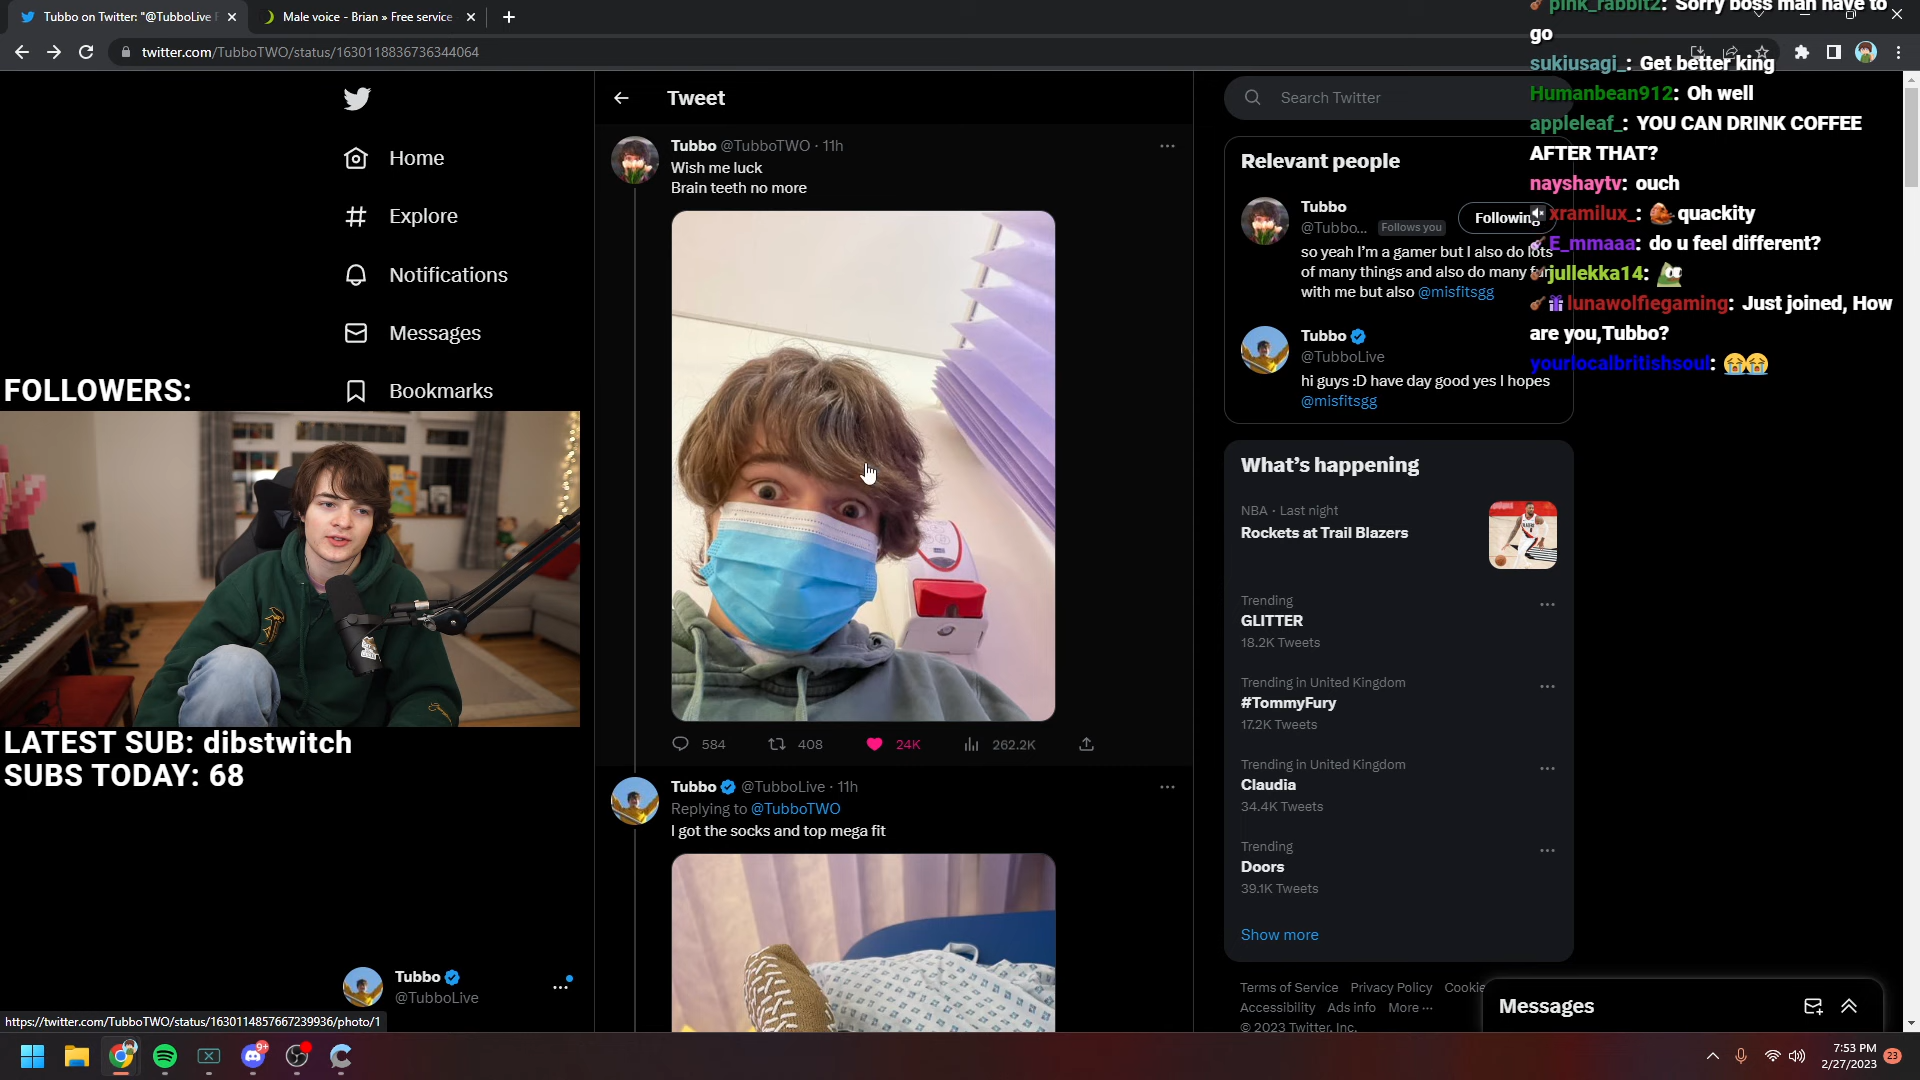 Tubbo on Twitter: "@TubboLive
Male voice - Brian » Free service
twitter.com/TubboTWO/status/1630118836736344064
Home
Explore
Notifications
Messages
Bookmarks
FOLLOWERS:
LATEST SUB: dibstwitch
SUBS TODAY: 68
Tubbo
@TubboLive
https://twitter.com/TubboTWO/status/1630114857667239936/photo/1
Tweet
Tubbo @TubboTWO · 11h
Wish me luck
Brain teeth no more
584 408 24K 262.2K
Tubbo @TubboLive · 11h
Replying to @TubboTWO
I got the socks and top mega fit
Search Twitter
Relevant people
Tubbo
@Tubbo... Follows you
Following
so yeah I'm a gamer but I also do lots
of many things and also do many fun
with me but also @misfitsgg
Tubbo
@TubboLive
hi guys :D have day good yes I hopes
@misfitsgg
What's happening
NBA · Last night
Rockets at Trail Blazers
Trending
GLITTER
18.2K Tweets
Trending in United Kingdom
#TommyFury
17.2K Tweets
Trending in United Kingdom
Claudia
34.4K Tweets
Trending
Doors
39.1K Tweets
Show more
Terms of Service Privacy Policy Cookie
Accessibility Ads info More ...
© 2023 Twitter, Inc.
Messages
pink_rabbit2: Sorry boss man have to
go
sukiusagi_: Get better king
Humanbean912: Oh well
appleleaf_: YOU CAN DRINK COFFEE
AFTER THAT?
nayshaytv: ouch
xramilux_: quackity
E_mmaaa: do u feel different?
jullekka14:
lunawolfiegaming: Just joined, How
are you,Tubbo?
yourlocalbritishsoul: 😭😭
9+
7:53 PM
2/27/2023
23